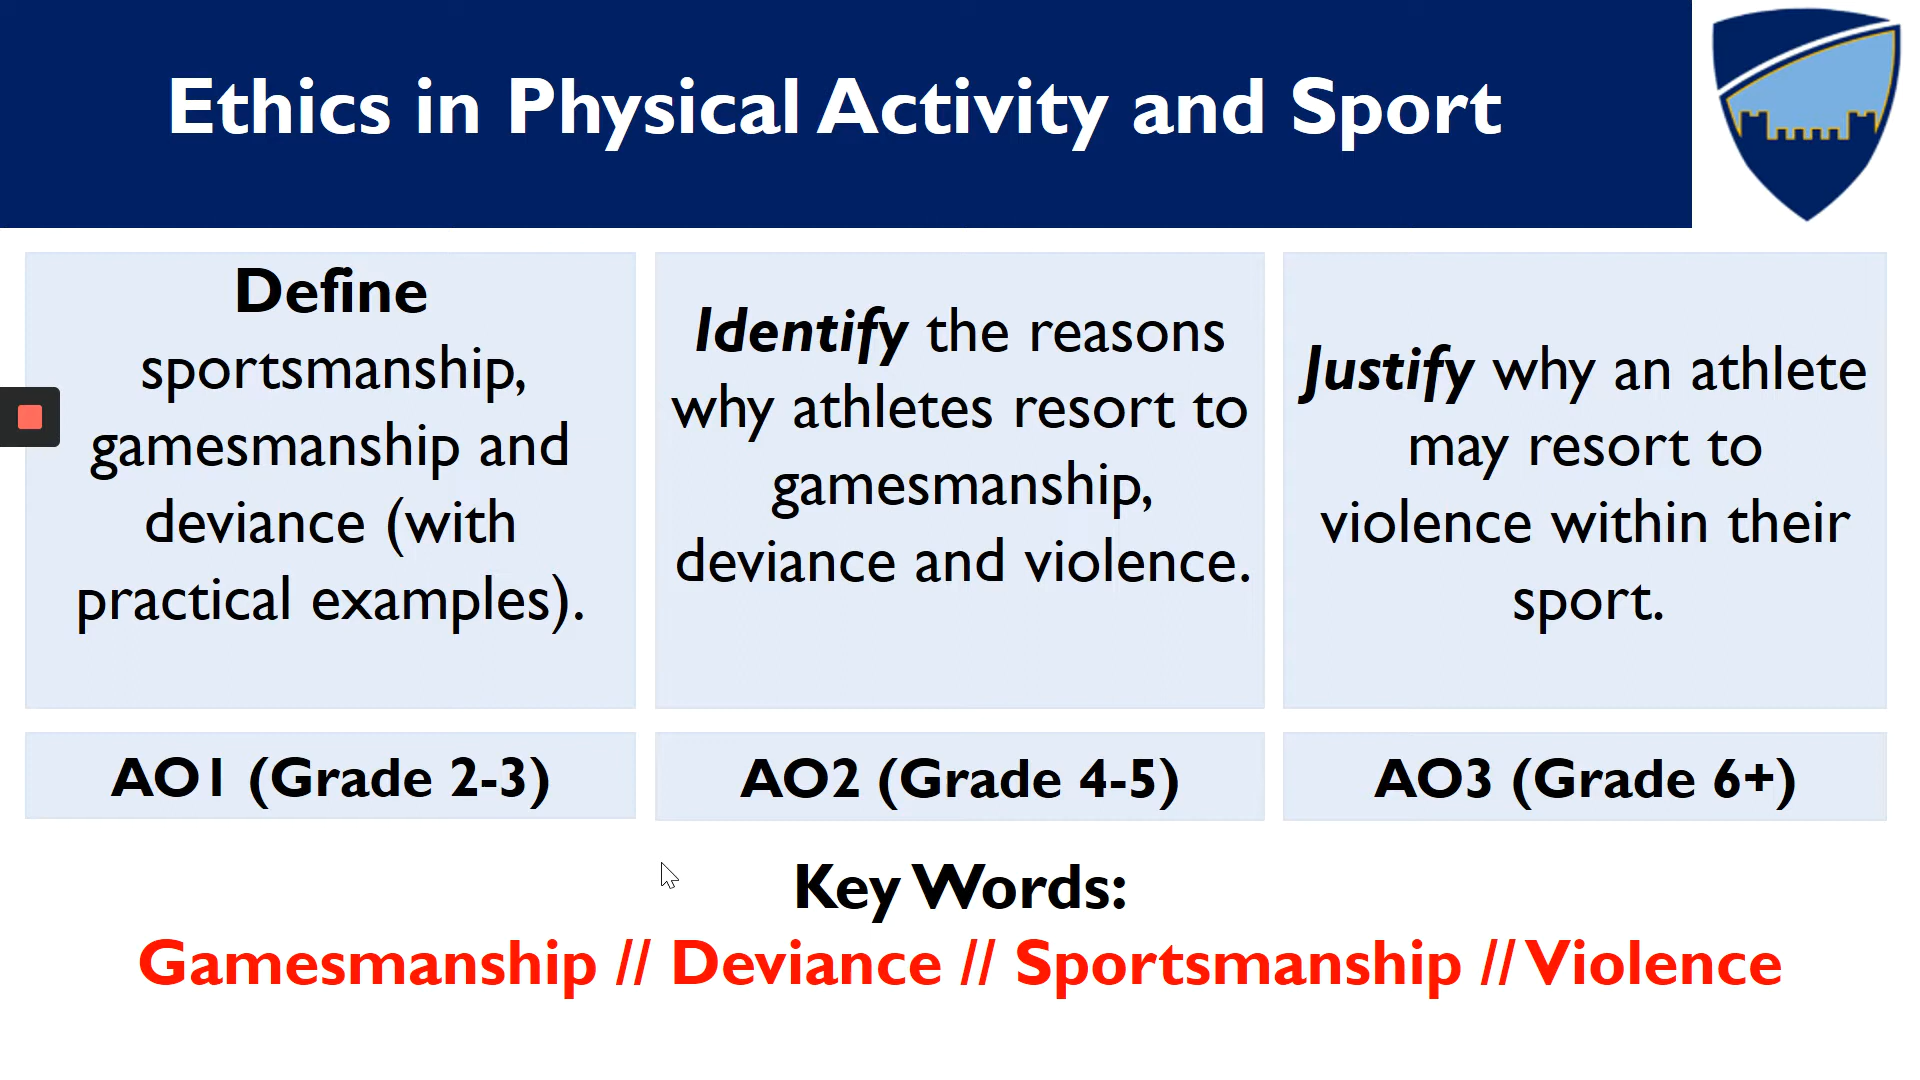 Ethics in Physical Activity and Sport
Define
sportsmanship,
gamesmanship and
deviance (with
practical examples).
Identify the reasons
why athletes resort to
gamesmanship,
deviance and violence.
Justify why an athlete
may resort to
violence within their
sport.
AO1 (Grade 2-3)
AO2 (Grade 4-5)
AO3 (Grade 6+)
Key Words:
Gamesmanship // Deviance // Sportsmanship // Violence